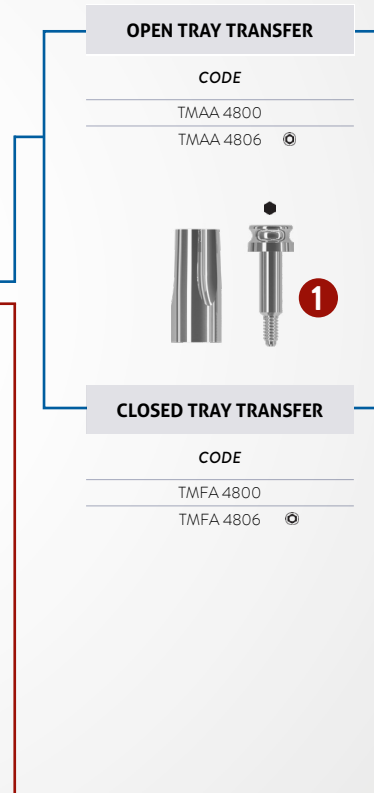 OPEN TRAY TRANSFER
CODE
TMAA 4800
TMAA 4806
1
CLOSED TRAY TRANSFER
CODE
TMFA 4800
TMFA 4806